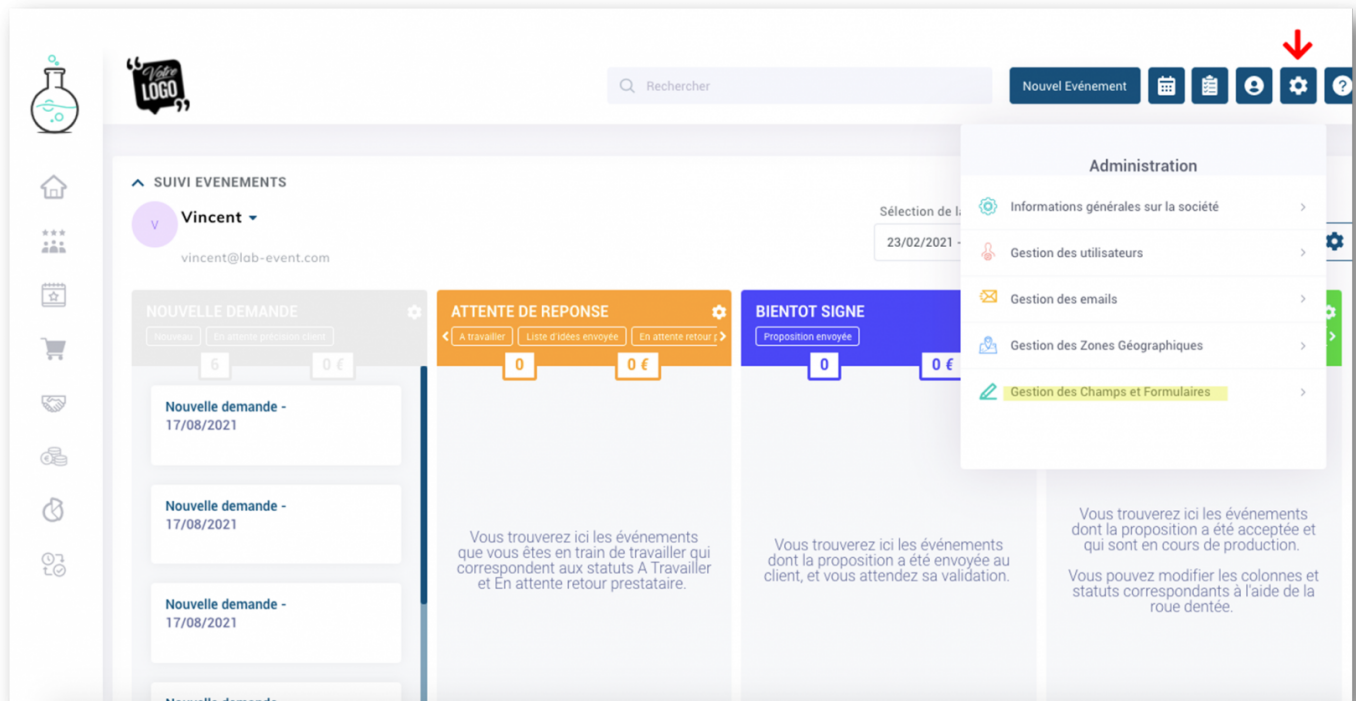 Votre
LOGO
Rechercher
Nouvel Evénement
?
Administration
Informations générales sur la société
Gestion des utilisateurs
Gestion des emails
Gestion des Zones Géographiques
Gestion des Champs et Formulaires
SUIVI EVENEMENTS
V
Vincent
vincent@lab-event.com
Sélection de
23/02/2021 -
NOUVELLE DEMANDE
Nouveau
En attente précision client
6
0 €
Nouvelle demande -
17/08/2021
Nouvelle demande -
17/08/2021
Nouvelle demande -
17/08/2021
ATTENTE DE REPONSE
A travailler
Liste d'idées envoyée
En attente retour
0
0 €
Vous trouverez ici les événements
que vous êtes en train de travailler qui
correspondent aux statuts A Travailler
et En attente retour prestataire.
BIENTOT SIGNE
Proposition envoyée
0
0 €
Vous trouverez ici les événements
dont la proposition a été envoyée au
client, et vous attendez sa validation.
Vous trouverez ici les événements
dont la proposition a été acceptée et
qui sont en cours de production.
Vous pouvez modifier les colonnes et
statuts correspondants à l'aide de la
roue dentée.